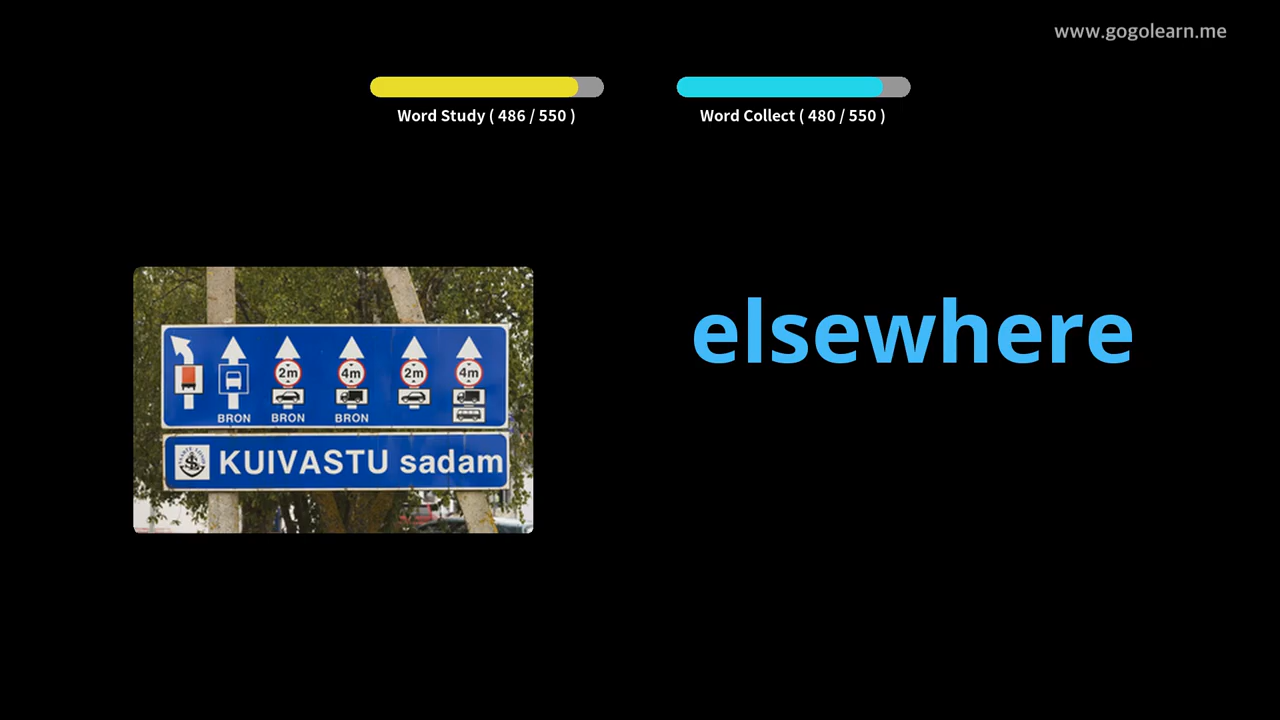 www.gogolearn.me
Word Study ( 486 / 550 )
Word Collect ( 480 / 550 )
elsewhere
2m 4m 2m 4m
BRON BRON BRON
KUIVASTU sadam